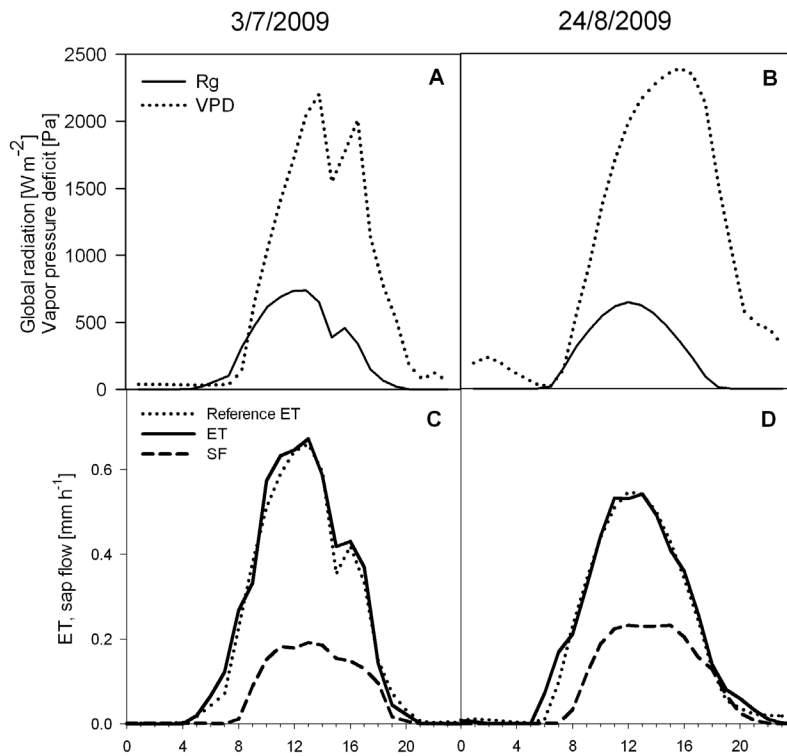 3/7/2009
24/8/2009
Global radiation [W m-2]
Vapor pressure deficit [Pa]
2500
2000
1500
1000
500
0
Rg
VPD
A
B
ET, sap flow [mm h-1]
0.6
0.4
0.2
0.0
Reference ET
ET
SF
C
D
0 4 8 12 16 20 0 4 8 12 16 20